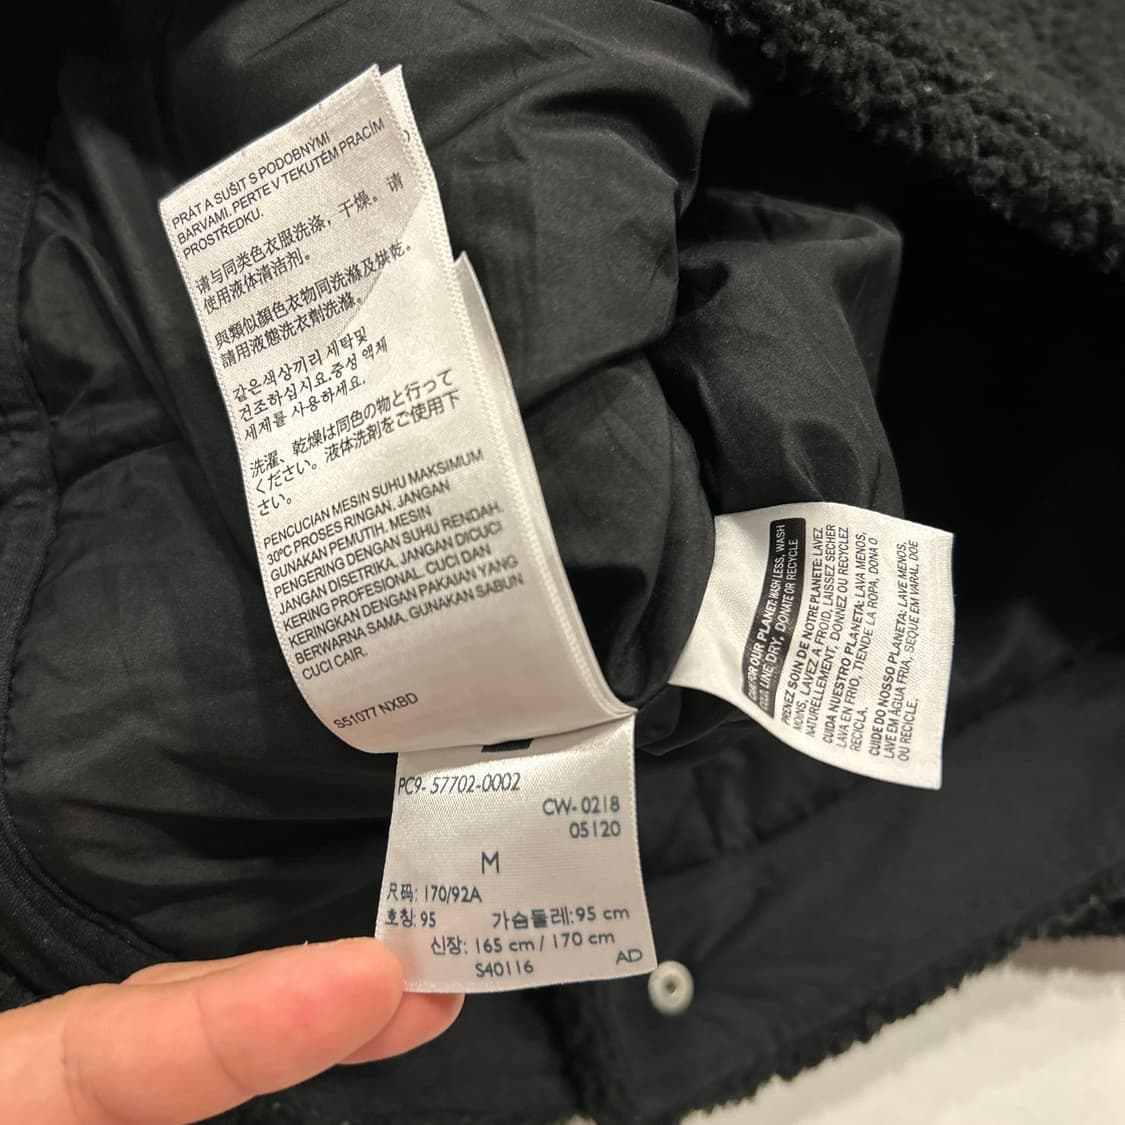 PRÁT A SUŠIT S PODOBNÝMI
BARVAMI. PERTE V TEKUTÉM PRACÍM
PROSTŘEDKU.
请与同类色衣服洗涤，干燥。请
使用液体清洁剂。
與類似顏色衣物同洗滌及烘乾。
請用液態洗衣劑洗滌。
같은색상끼리 세탁및
건조하십시요.중성 액체
세제를 사용하세요.
洗濯、乾燥は同色の物と行って
ください。液体洗剤をご使用下
さい。
PENCUCIAN MESIN SUHU MAKSIMUM
30°C PROSES RINGAN. JANGAN
GUNAKAN PEMUTIH. MESIN
PENGERING DENGAN SUHU RENDAH.
JANGAN DISETRIKA. JANGAN DICUCI
KERING PROFESIONAL. CUCI DAN
KERINGKAN DENGAN PAKAIAN YANG
BERWARNA SAMA. GUNAKAN SABUN
CUCI CAIR.
S51077 NXBD
PC9- 57702-0002
CW-0218
05120
M
尺码: 170/92A
호칭: 95 가슴둘레:95 cm
신장: 165 cm / 170 cm
S40116 AD
FOR OUR PLANET: WASH LESS, WASH
LINE DRY, DONATE OR RECYCLE
PRENEZ SOIN DE NOTRE PLANETE: LAVEZ
MOINS, LAVEZ A FROID, LAISSEZ SECHER
NATURELLEMENT, DONNEZ OU RECYCLEZ
CUIDA NUESTRO PLANETA: LAVA MENOS,
LAVA EN FRIO, TIENDE LA ROPA, DONA O
RECICLA.
CUIDE DO NOSSO PLANETA: LAVE MENOS,
LAVE EM ÁGUA FRIA, SEQUE EM VARAL, DOE
OU RECICLE.